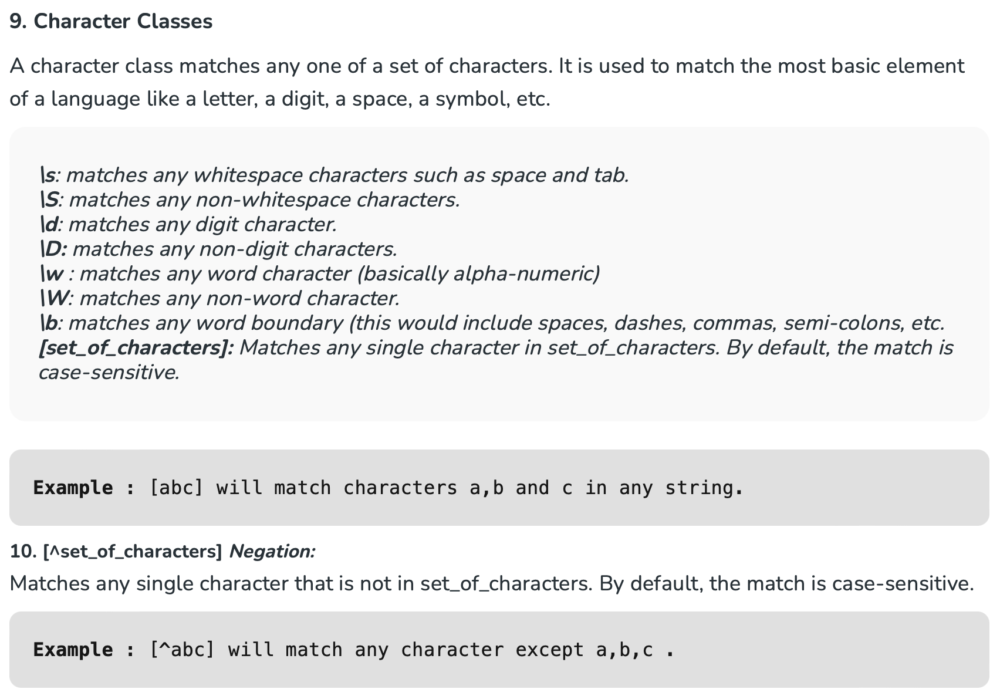 9. Character Classes
A character class matches any one of a set of characters. It is used to match the most basic element
of a language like a letter, a digit, a space, a symbol, etc.
\s: matches any whitespace characters such as space and tab.
\S: matches any non-whitespace characters.
\d: matches any digit character.
\D: matches any non-digit characters.
\w : matches any word character (basically alpha-numeric)
\W: matches any non-word character.
\b: matches any word boundary (this would include spaces, dashes, commas, semi-colons, etc.
[set_of_characters]: Matches any single character in set_of_characters. By default, the match is
case-sensitive.
Example : [abc] will match characters a,b and c in any string.
10. [^set_of_characters] Negation:
Matches any single character that is not in set_of_characters. By default, the match is case-sensitive.
Example : [^abc] will match any character except a,b,c .